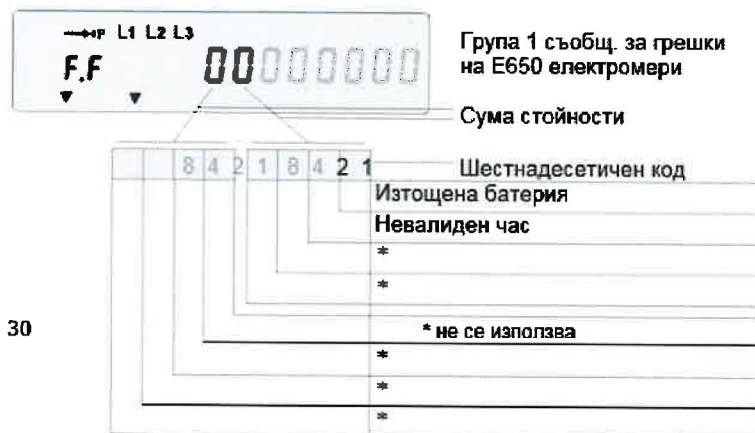 P L1 L2 L3
F.F 00000000
Група 1 съобщ. за грешки
на E650 електромери
Сума стойности
8 4 2 1 8 4 2 1
Шестнадесетичен код
Изтощена батерия
Невалиден час
*
*
* не се използва
*
*
*
30